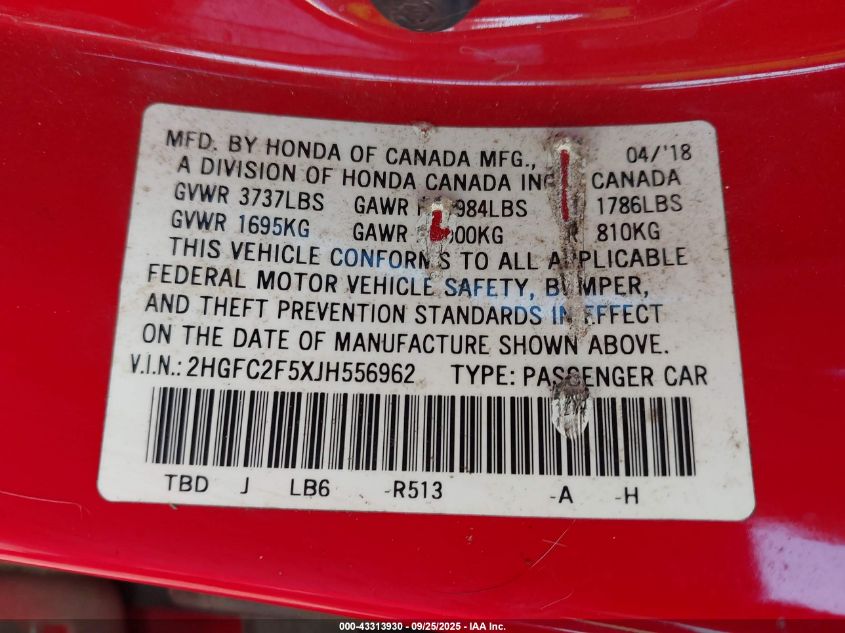 MFD. BY HONDA OF CANADA MFG., 04/'18
A DIVISION OF HONDA CANADA INC CANADA
GVWR 3737LBS GAWR 984LBS 1786LBS
GVWR 1695KG GAWR 00KG 810KG
THIS VEHICLE CONFORMS TO ALL APPLICABLE
FEDERAL MOTOR VEHICLE SAFETY, BUMPER,
AND THEFT PREVENTION STANDARDS IN EFFECT
ON THE DATE OF MANUFACTURE SHOWN ABOVE.
V.I.N.: 2HGFC2F5XJH556962 TYPE: PASSENGER CAR
TBD J LB6 -R513 -A -H
000-43313930 - 09/25/2025 - IAA Inc.